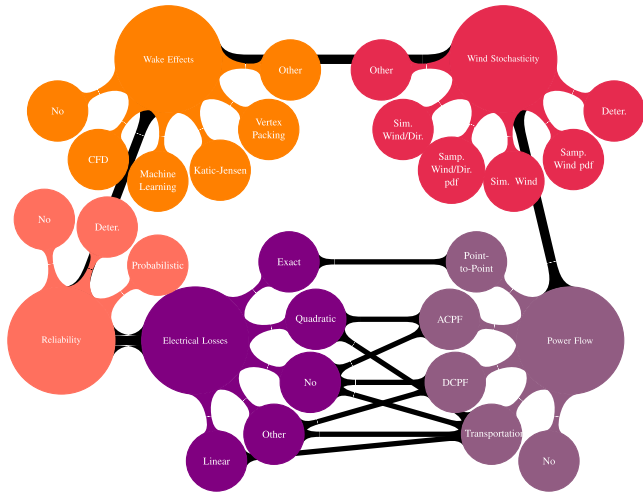 Wake Effects
Wind Stochasticity
Other
Other
No
Deter.
Vertex
Packing
Sim.
Wind/Dir.
CFD
Samp.
Wind pdf
Machine
Learning
Katic-Jensen
Samp.
Wind/Dir.
pdf
Sim. Wind
No
Deter.
Probabilistic
Exact
Point-
to-Point
Quadratic
ACPF
Reliability
Electrical Losses
Power Flow
No
DCPF
Other
Transportation
Linear
No